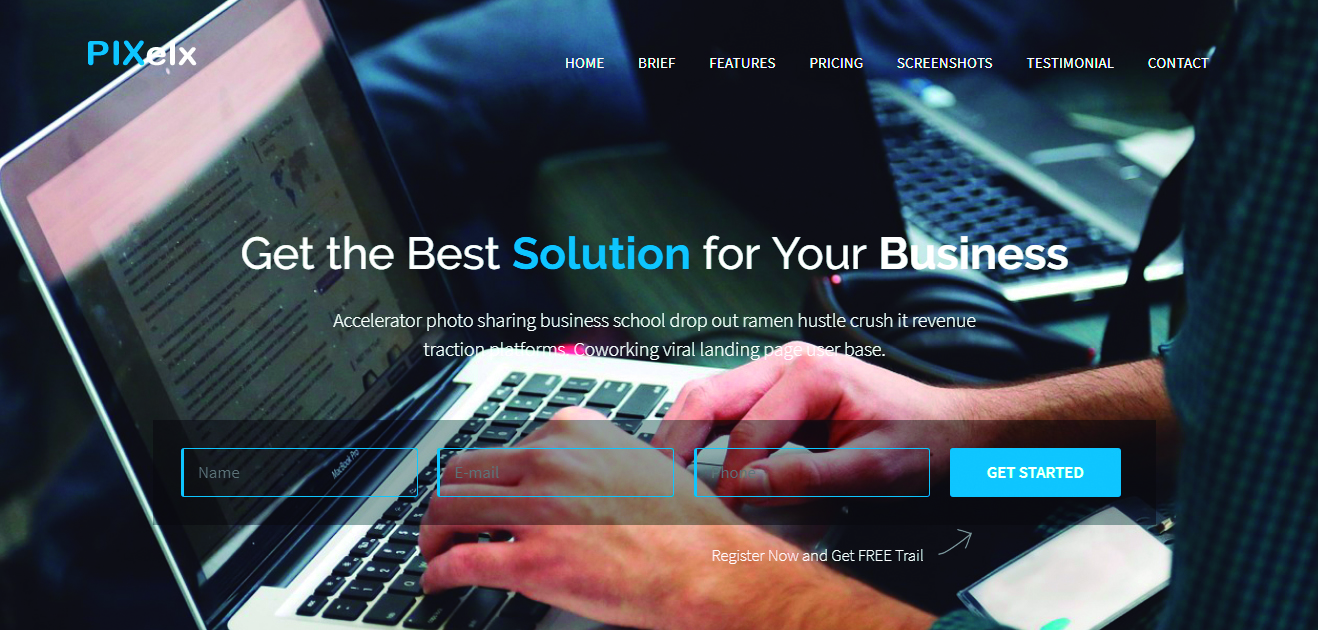 PIXelx
HOME BRIEF FEATURES PRICING SCREENSHOTS TESTIMONIAL CONTACT
Get the Best Solution for Your Business
Accelerator photo sharing business school drop out ramen hustle crush it revenue
traction platforms. Coworking viral landing page user base.
Name E-mail Phone GET STARTED
MacBook Pro
Register Now and Get FREE Trail